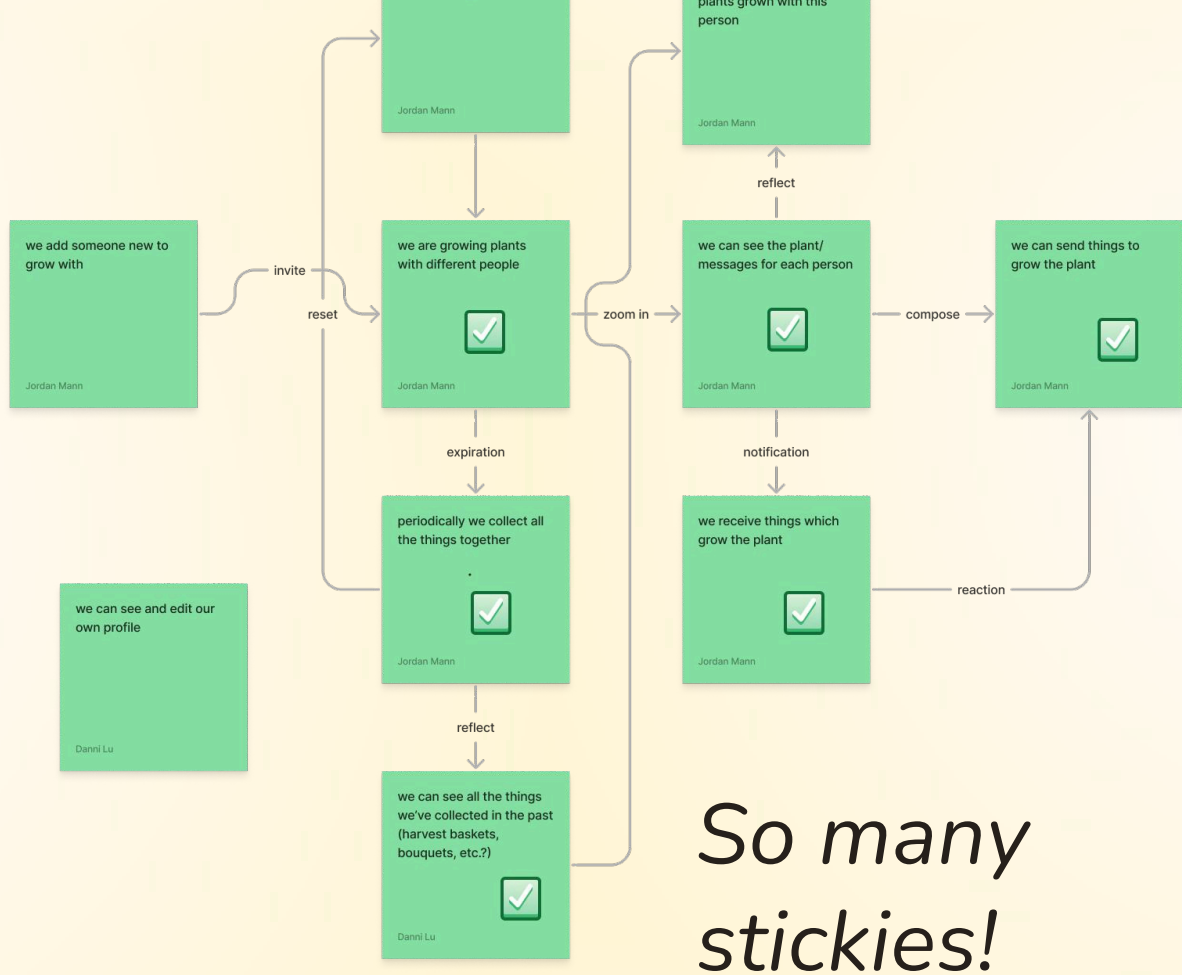 plants grown with this
person
Jordan Mann
Jordan Mann
reflect
we add someone new to
grow with
Jordan Mann
invite
reset
we are growing plants
with different people
Jordan Mann
zoom in
we can see the plant/
messages for each person
Jordan Mann
compose
we can send things to
grow the plant
Jordan Mann
expiration
notification
periodically we collect all
the things together
.
Jordan Mann
we receive things which
grow the plant
Jordan Mann
reaction
we can see and edit our
own profile
Danni Lu
reflect
we can see all the things
we've collected in the past
(harvest baskets,
bouquets, etc.?)
Danni Lu
So many
stickies!